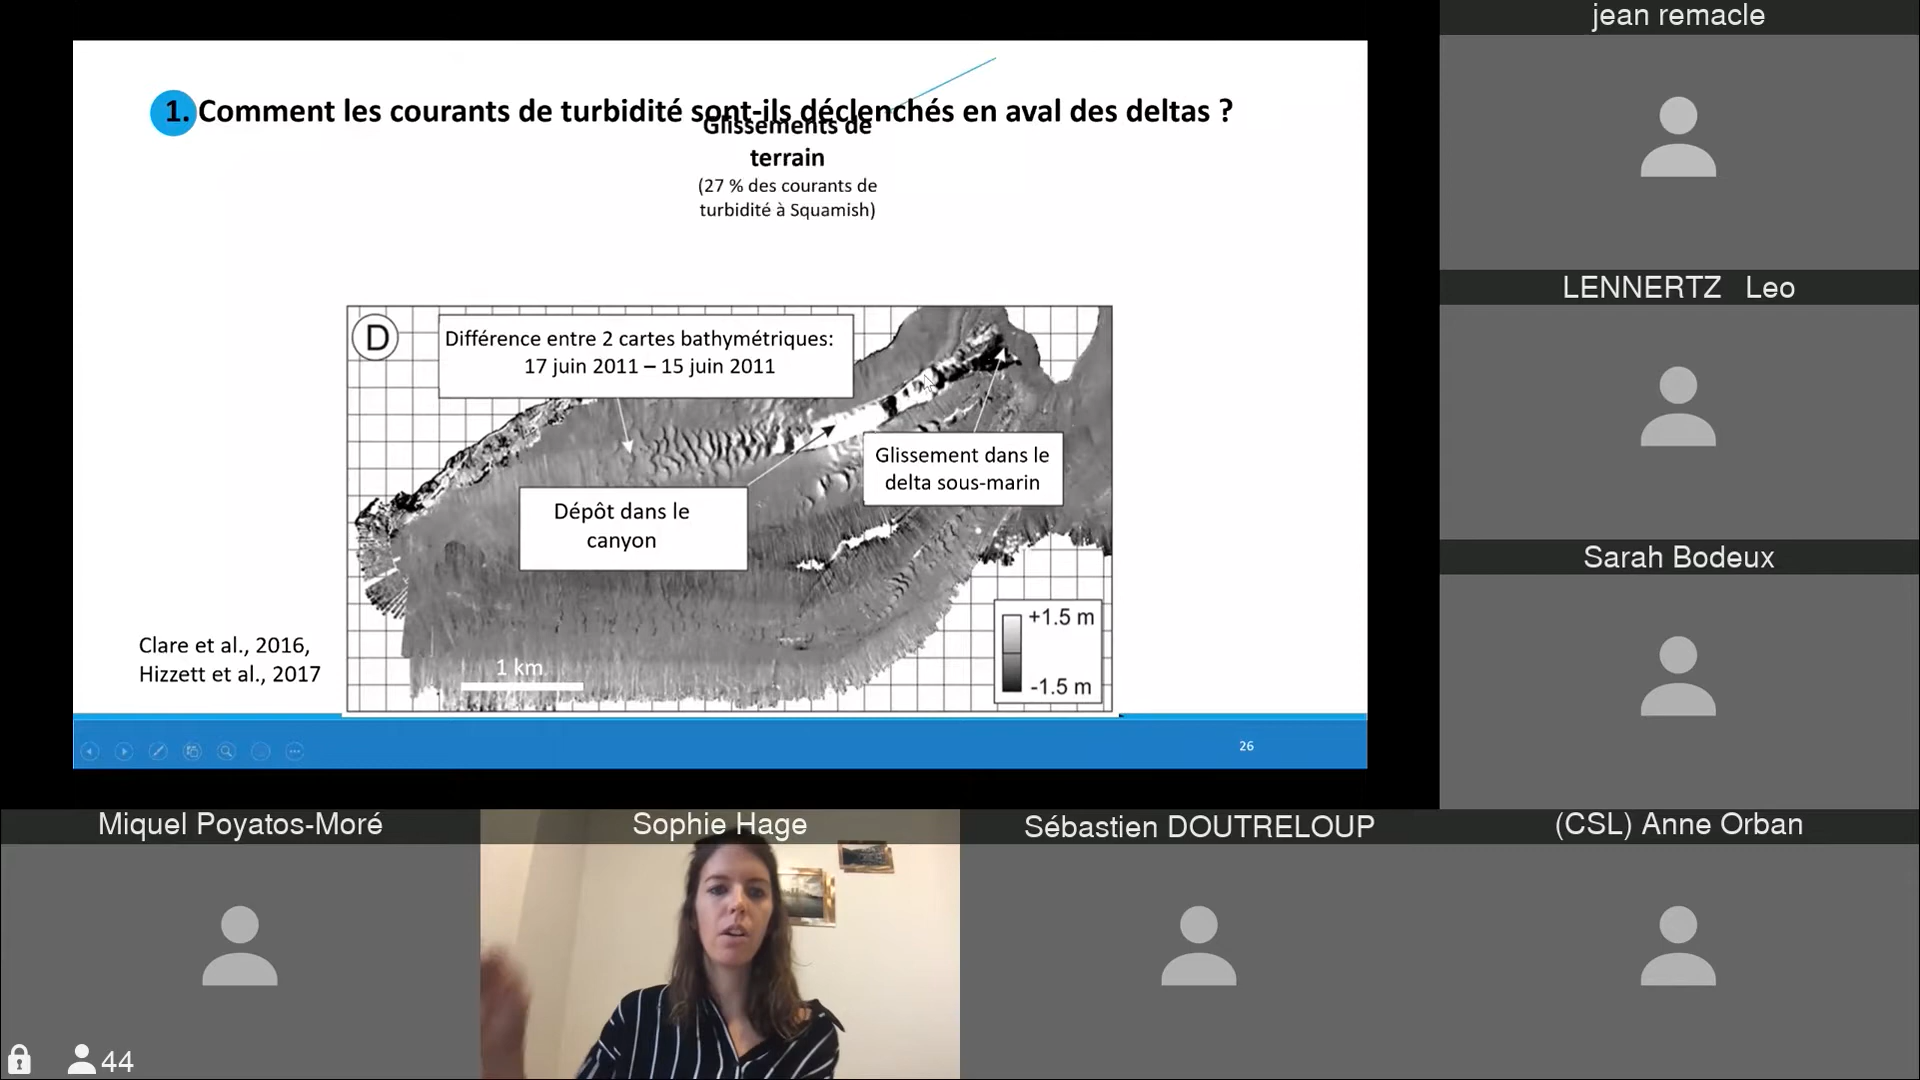 jean remacle
1. Comment les courants de turbidité sont-ils déclenchés en aval des deltas ?
Glissements de
terrain
(27 % des courants de
turbidité à Squamish)
D
Différence entre 2 cartes bathymétriques:
17 juin 2011 – 15 juin 2011
Glissement dans le
delta sous-marin
Dépôt dans le
canyon
+1.5 m
-1.5 m
1 km
Clare et al., 2016,
Hizzett et al., 2017
26
LENNERTZ Leo
Sarah Bodeux
Miquel Poyatos-Moré
Sophie Hage
Sébastien DOUTRELOUP
(CSL) Anne Orban
44